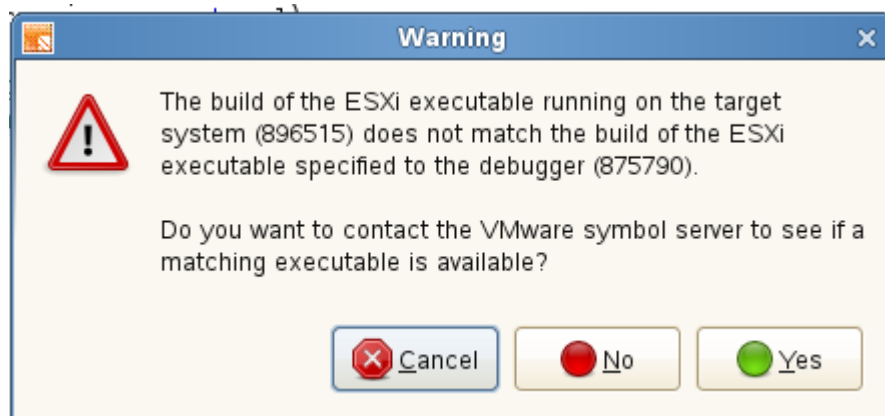 Warning
The build of the ESXi executable running on the target
system (896515) does not match the build of the ESXi
executable specified to the debugger (875790).
Do you want to contact the VMware symbol server to see if a
matching executable is available?
Cancel
No
Yes